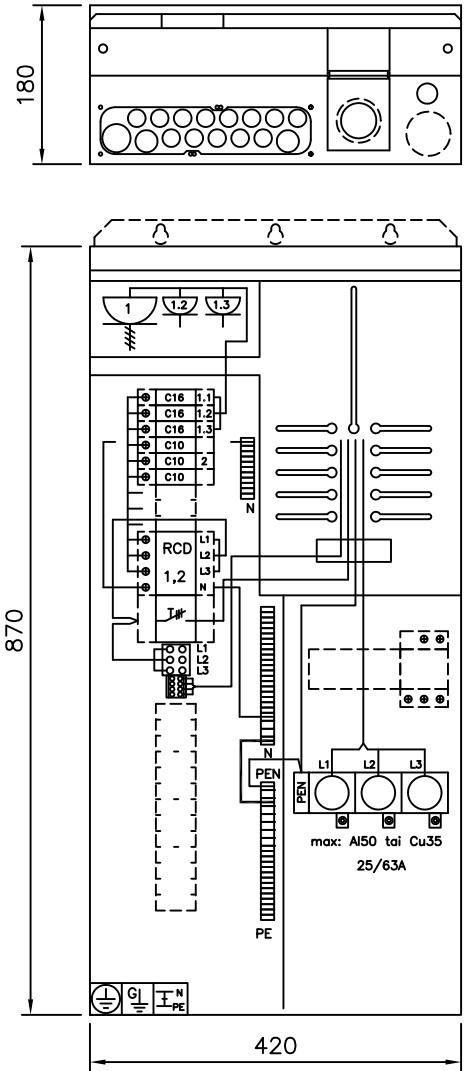 180
870
1
1.2
1.3
C16 1.1
C16 1.2
C16 1.3
C10
C10 2
C10
N
RCD
1,2
L1
L2
L3
N
T
L1
L2
L3
N
PEN
PE
PEN
L1 L2 L3
max: Al50 tai Cu35
25/63A
G
N
PE
420